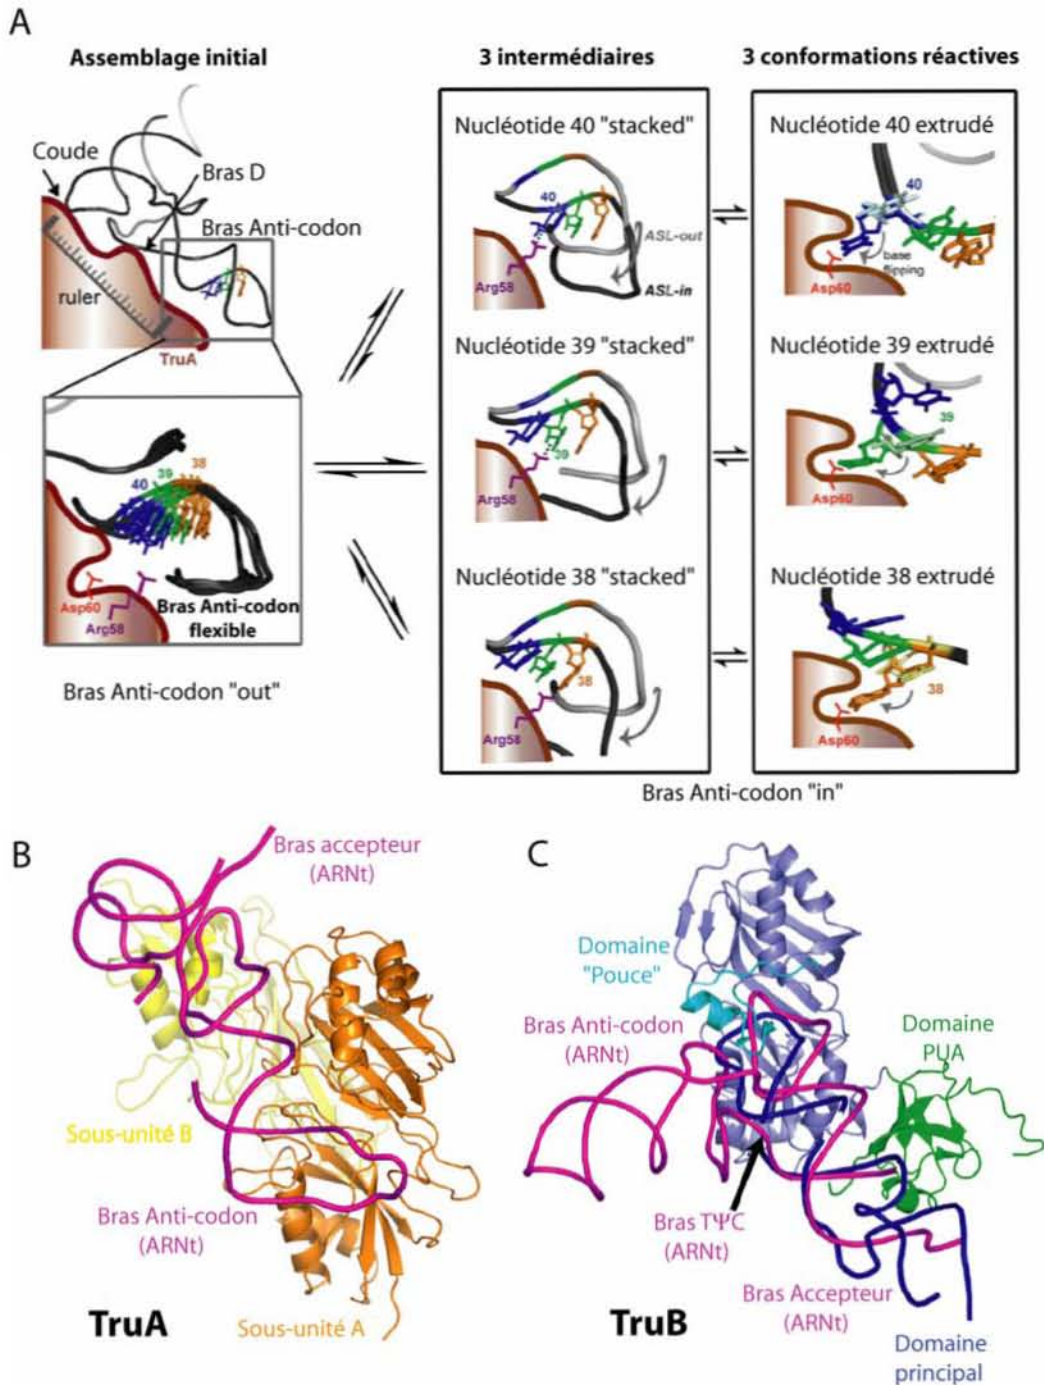 A
Assemblage initial
3 intermédiaires
3 conformations réactives
Coude
Bras D
Bras Anti-codon
ruler
TruA
40
39
38
Asp60
Arg58
Bras Anti-codon
flexible
Bras Anti-codon "out"
Nucléotide 40 "stacked"
40
ASL-out
ASL-in
Arg58
Nucléotide 39 "stacked"
39
Arg58
Nucléotide 38 "stacked"
38
Arg58
Nucléotide 40 extrudé
40
base
flipping
Asp60
Nucléotide 39 extrudé
39
Asp60
Nucléotide 38 extrudé
38
Asp60
Bras Anti-codon "in"
B
Bras accepteur
(ARNt)
Sous-unité B
Bras Anti-codon
(ARNt)
TruA
Sous-unité A
C
Domaine
"Pouce"
Bras Anti-codon
(ARNt)
Domaine
PUA
Bras TΨC
(ARNt)
Bras Accepteur
(ARNt)
TruB
Domaine
principal